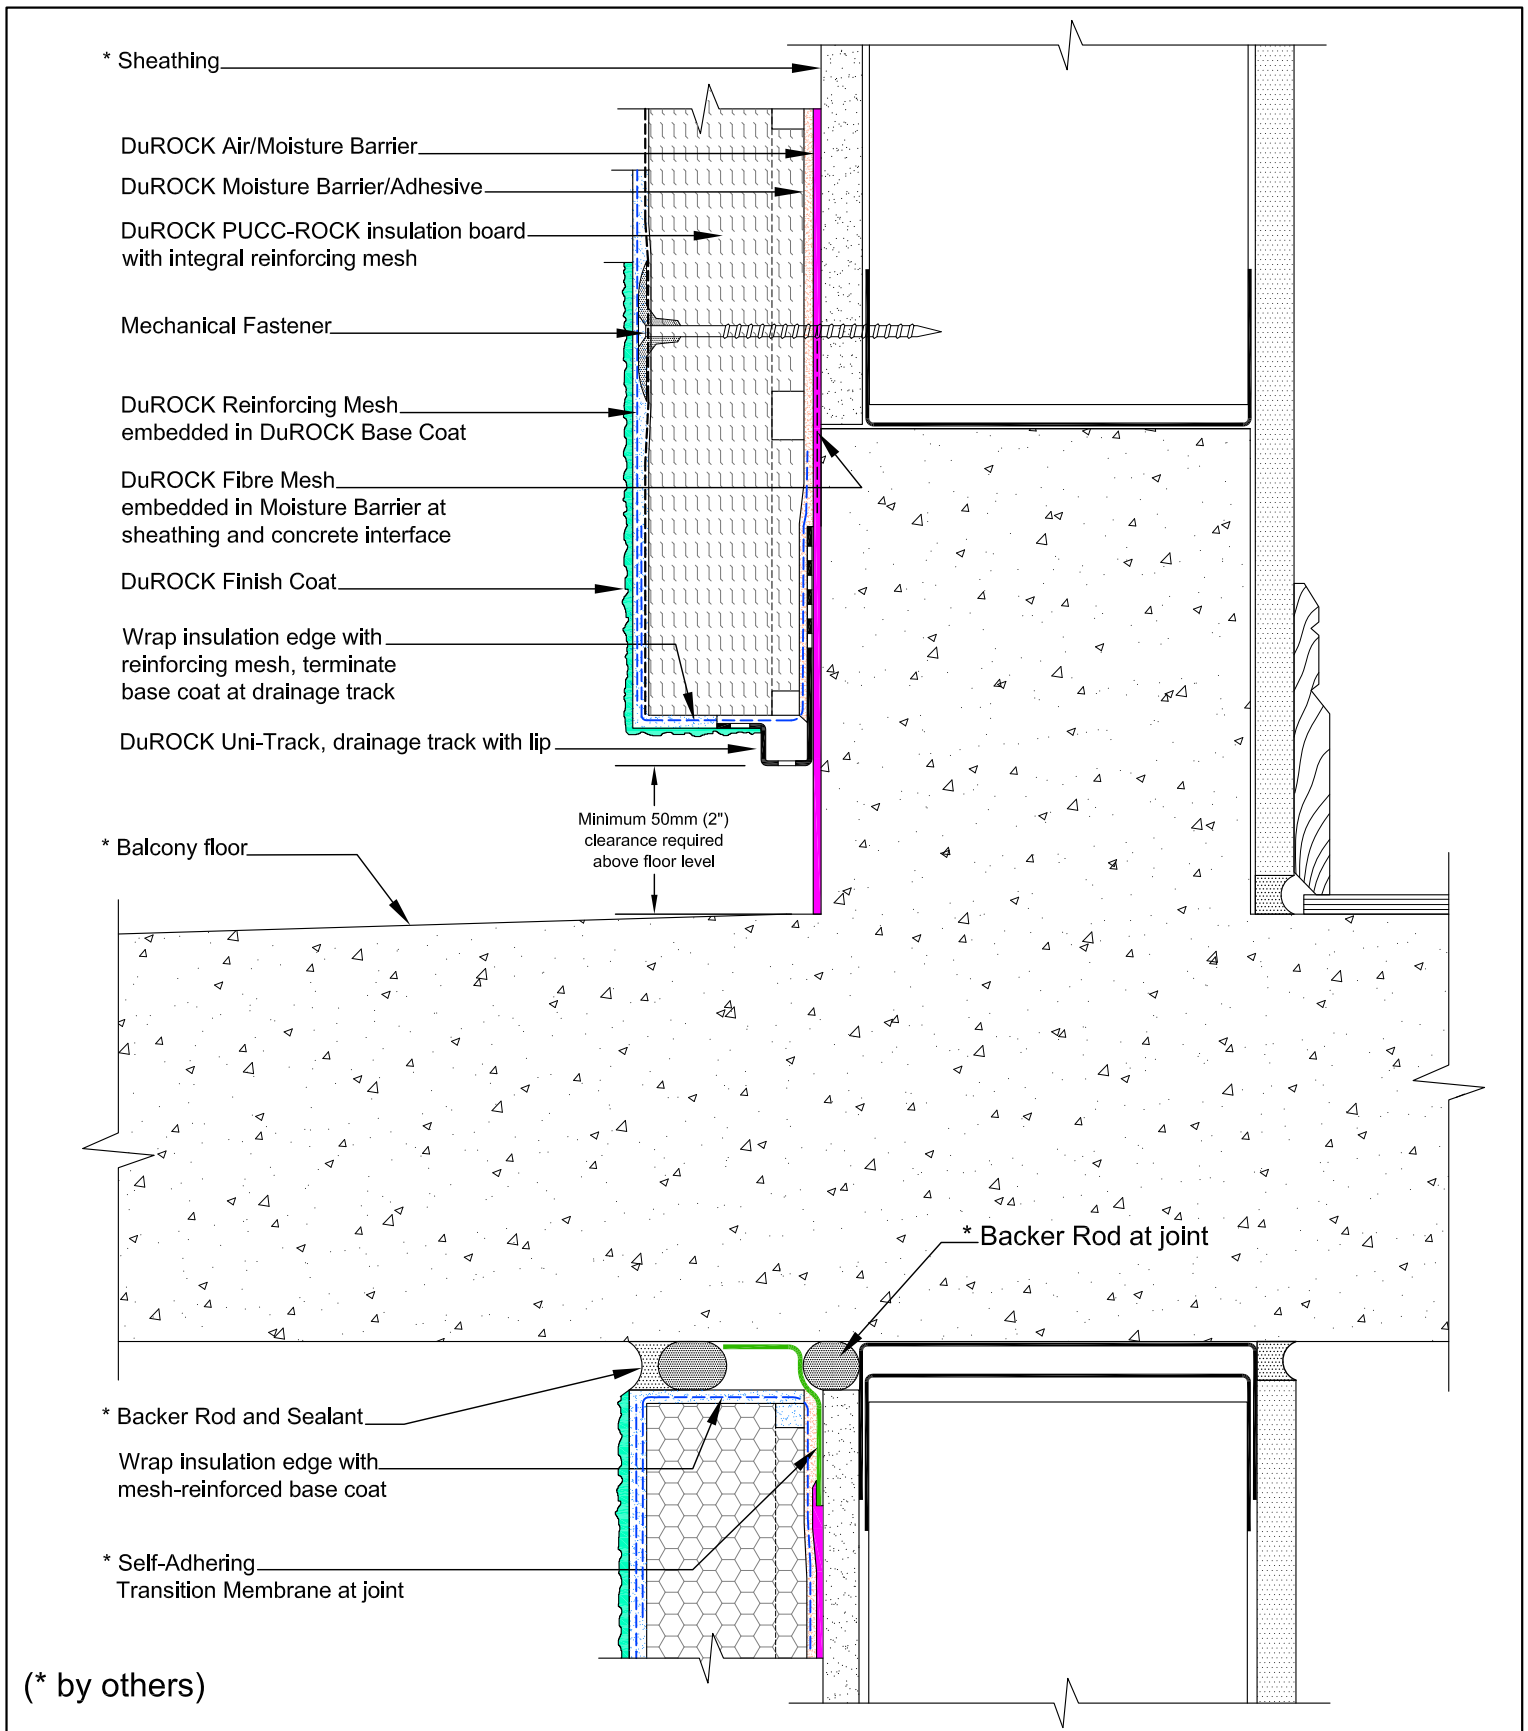 * Sheathing
DuROCK Air/Moisture Barrier
DuROCK Moisture Barrier/Adhesive
DuROCK PUCC-ROCK insulation board
with integral reinforcing mesh
Mechanical Fastener
DuROCK Reinforcing Mesh
embedded in DuROCK Base Coat
DuROCK Fibre Mesh
embedded in Moisture Barrier at
sheathing and concrete interface
DuROCK Finish Coat
Wrap insulation edge with
reinforcing mesh, terminate
base coat at drainage track
DuROCK Uni-Track, drainage track with lip
Minimum 50mm (2")
clearance required
above floor level
* Balcony floor
* Backer Rod at joint
* Backer Rod and Sealant
Wrap insulation edge with
mesh-reinforced base coat
* Self-Adhering
Transition Membrane at joint
(* by others)